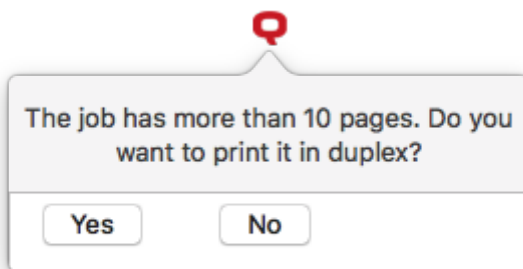 Q
The job has more than 10 pages. Do you
want to print it in duplex?
Yes No